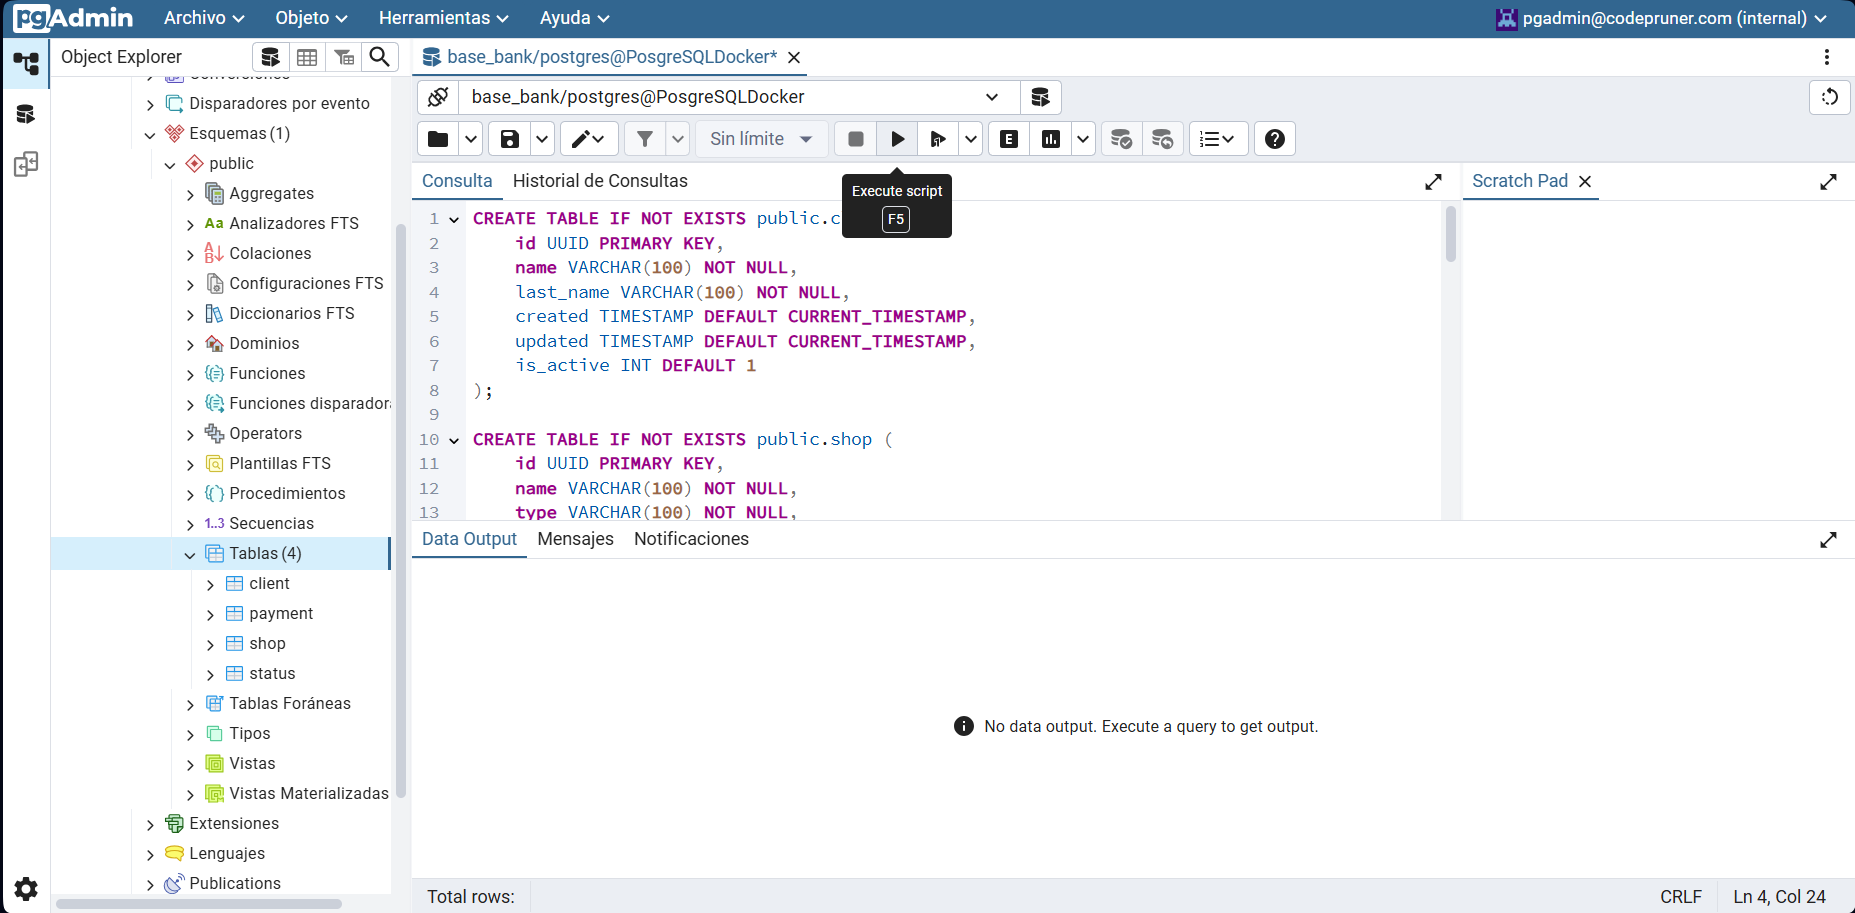 pgAdmin Archivo Objeto Herramientas Ayuda pgadmin@codepruner.com (internal)
Object Explorer
Conversiones
Disparadores por evento
Esquemas (1)
public
Aggregates
Aa Analizadores FTS
Colaciones
Configuraciones FTS
Diccionarios FTS
Dominios
Funciones
Funciones disparador
Operators
Plantillas FTS
Procedimientos
1..3 Secuencias
Tablas (4)
client
payment
shop
status
Tablas Foráneas
Tipos
Vistas
Vistas Materializadas
Extensiones
Lenguajes
Publications
base_bank/postgres@PosgreSQLDocker*
base_bank/postgres@PosgreSQLDocker
Sin límite E
Execute script
F5
Consulta Historial de Consultas
Scratch Pad
1 CREATE TABLE IF NOT EXISTS public.c
2 id UUID PRIMARY KEY,
3 name VARCHAR(100) NOT NULL,
4 last_name VARCHAR(100) NOT NULL,
5 created TIMESTAMP DEFAULT CURRENT_TIMESTAMP,
6 updated TIMESTAMP DEFAULT CURRENT_TIMESTAMP,
7 is_active INT DEFAULT 1
8 );
9
10 CREATE TABLE IF NOT EXISTS public.shop (
11 id UUID PRIMARY KEY,
12 name VARCHAR(100) NOT NULL,
13 type VARCHAR(100) NOT NULL,
Data Output Mensajes Notificaciones
No data output. Execute a query to get output.
Total rows:
CRLF Ln 4, Col 24